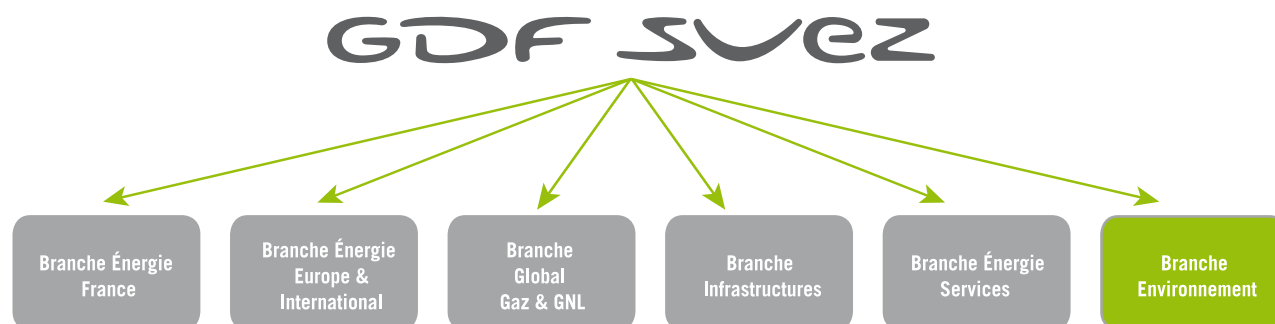 GDF SUEZ
Branche Énergie
France
Branche Énergie
Europe &
International
Branche
Global
Gaz & GNL
Branche
Infrastructures
Branche Énergie
Services
Branche
Environnement